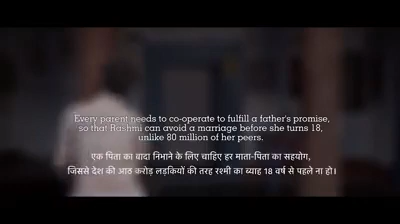 Every parent needs to co-operate to fulfill a father's promise,
so that Rashmi can avoid a marriage before she turns 18,
unlike 80 million of her peers.
एक पिता का वादा निभाने के लिए चाहिए हर माता-पिता का सहयोग,
जिससे देश की आठ करोड़ लड़कियों की तरह रश्मी का ब्याह 18 वर्ष से पहले ना हो।